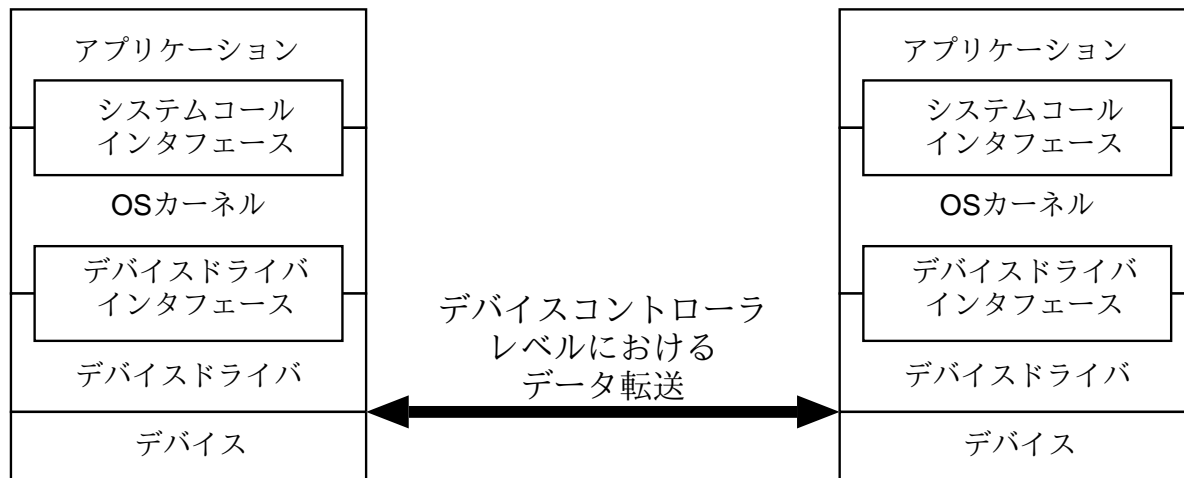 アプリケーション
システムコール
インタフェース
OSカーネル
デバイスドライバ
インタフェース
デバイスドライバ
デバイス
デバイスコントローラ
レベルにおける
データ転送
アプリケーション
システムコール
インタフェース
OSカーネル
デバイスドライバ
インタフェース
デバイスドライバ
デバイス